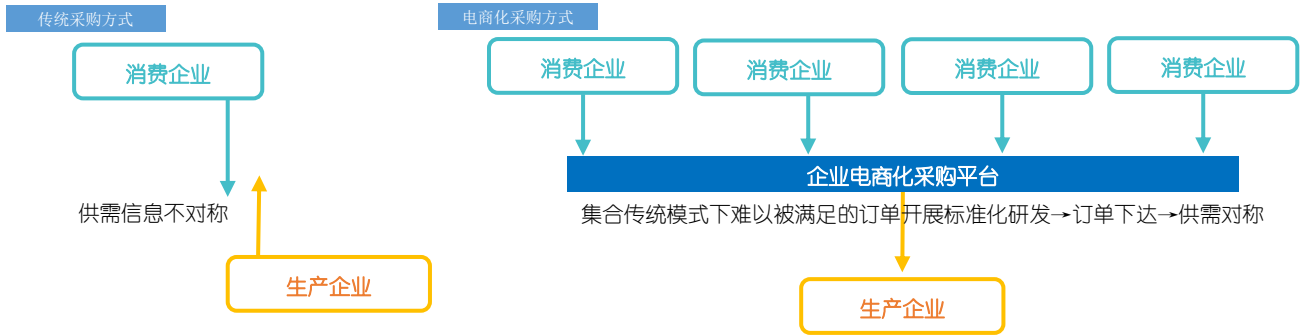 传统采购方式
消费企业
供需信息不对称
生产企业
电商化采购方式
消费企业
消费企业
消费企业
消费企业
企业电商化采购平台
集合传统模式下难以被满足的订单开展标准化研发→订单下达→供需对称
生产企业